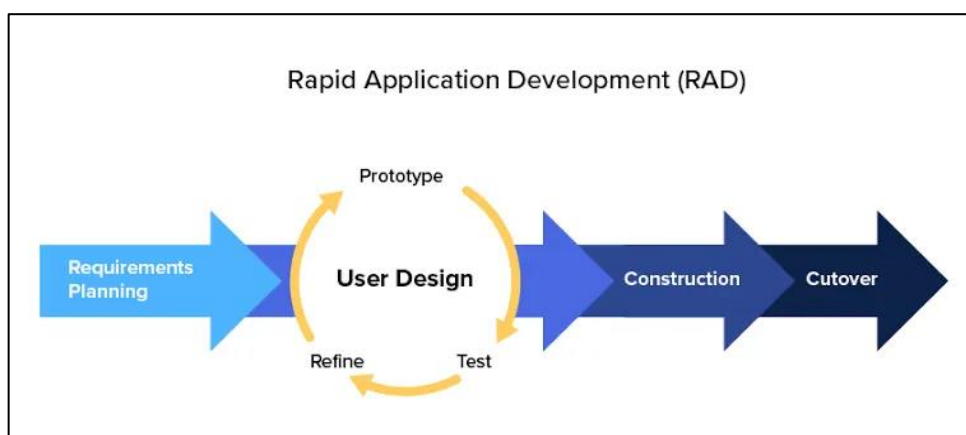 Rapid Application Development (RAD)
Prototype
Requirements
Planning
User Design
Construction
Cutover
Refine
Test